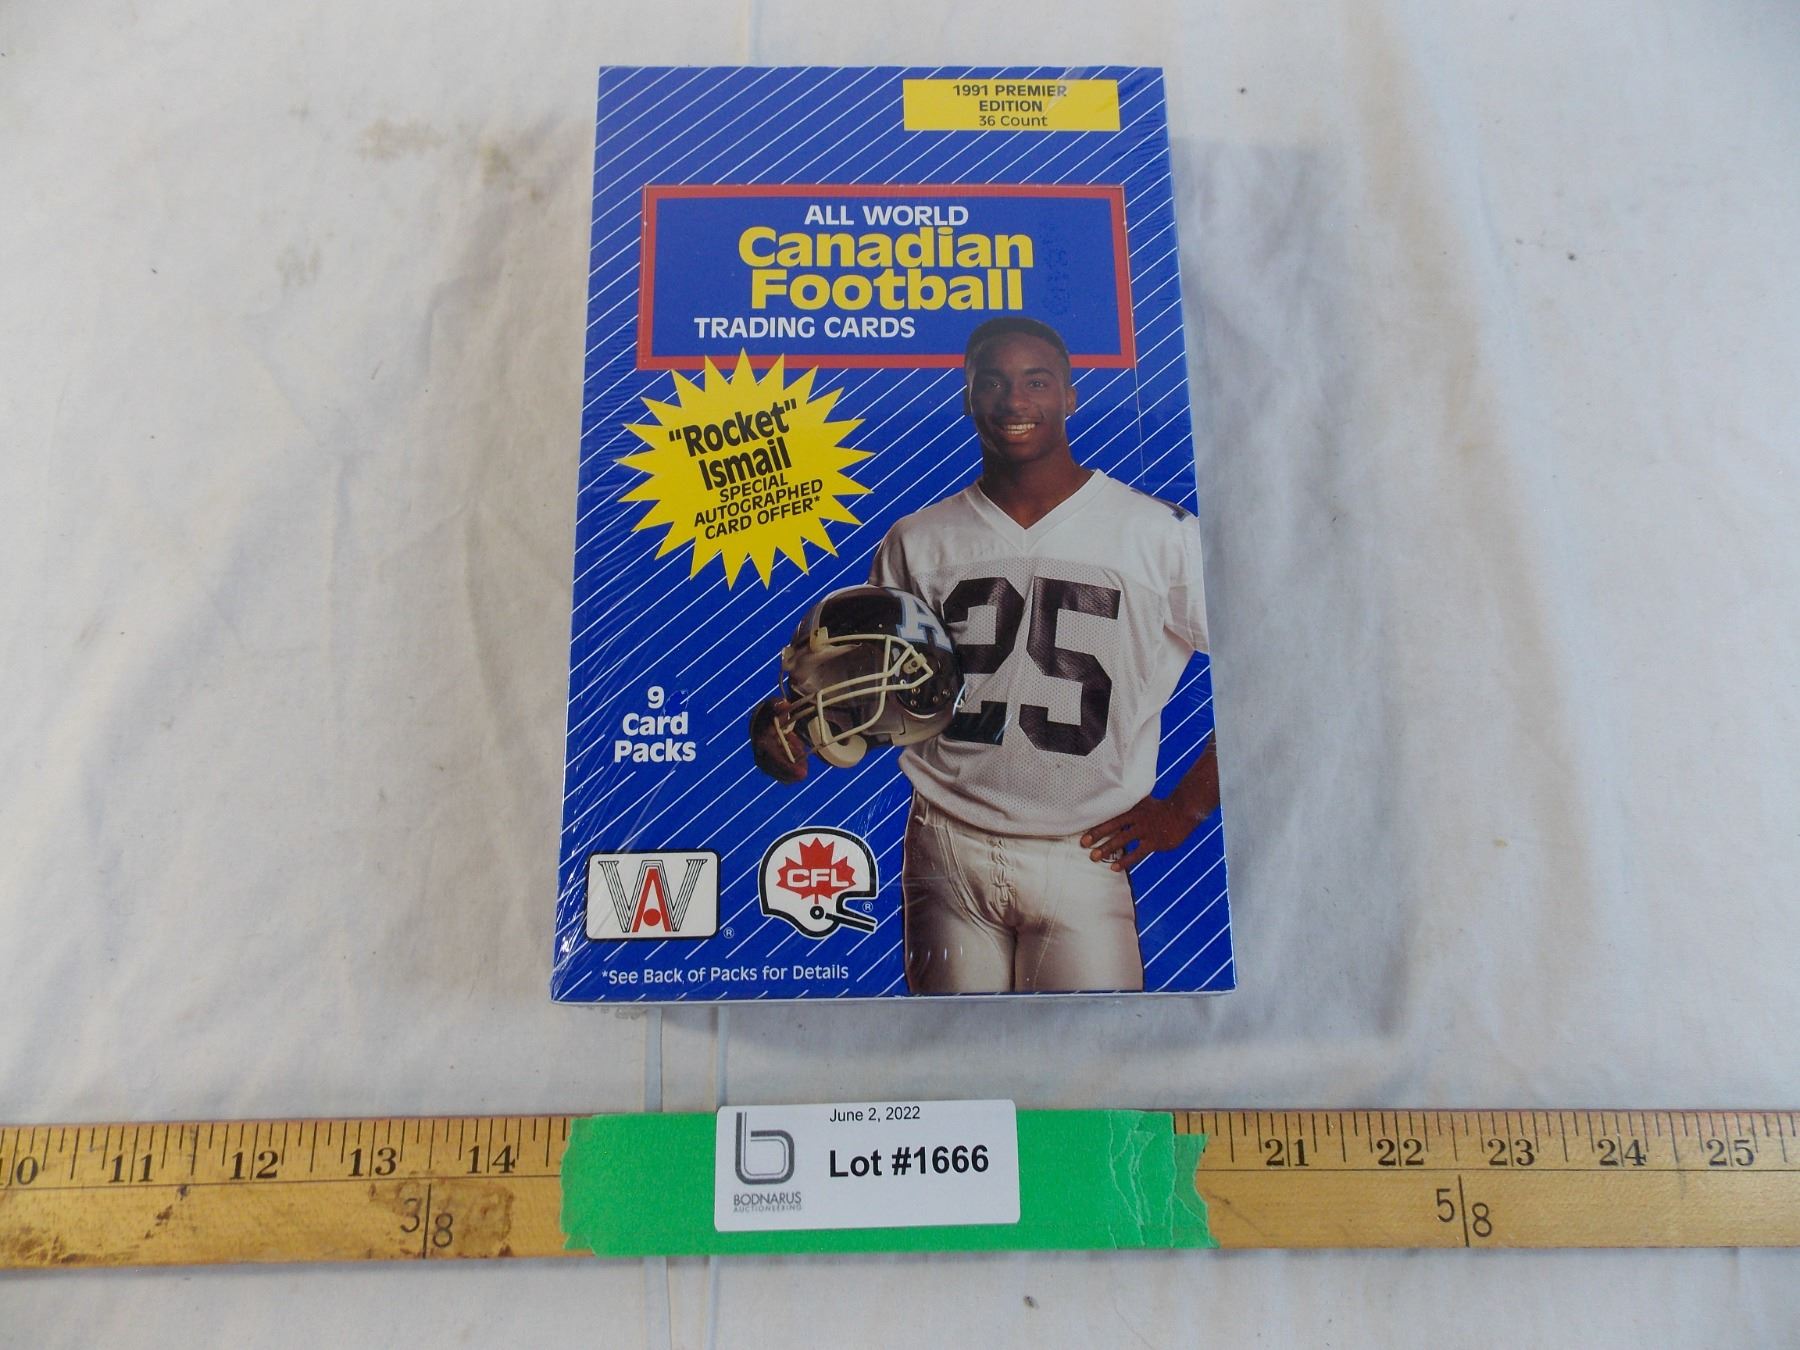 1991 PREMIER
EDITION
36 Count
ALL WORLD
Canadian
Football
TRADING CARDS
"Rocket"
Ismail
SPECIAL
AUTOGRAPHED
CARD OFFER*
25
A
9
Card
Packs
WA
®
CFL
®
*See Back of Packs for Details
June 2, 2022
Lot #1666
BODNARUS
AUCTIONEERING
10 11 12 13 14 21 22 23 24 25
3|8 5|8